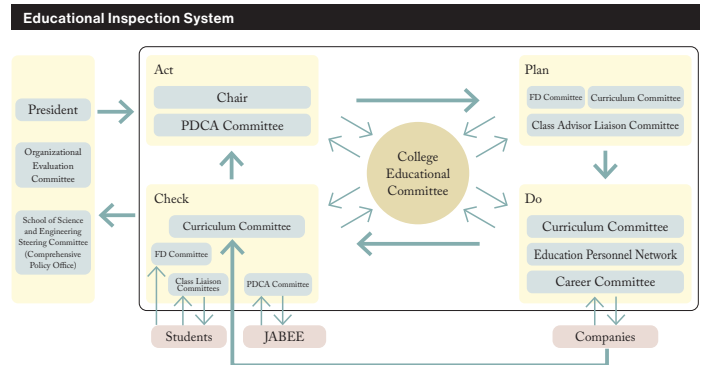 Educational Inspection System
President
Organizational
Evaluation
Committee
School of Science
and Engineering
Steering Committee
(Comprehensive
Policy Office)
Act
Chair
PDCA Committee
Plan
FD Committee
Curriculum Committee
Class Advisor Liaison Committee
College
Educational
Committee
Check
Curriculum Committee
FD Committee
Class Liaison
Committees
PDCA Committee
Do
Curriculum Committee
Education Personnel Network
Career Committee
Students
JABEE
Companies